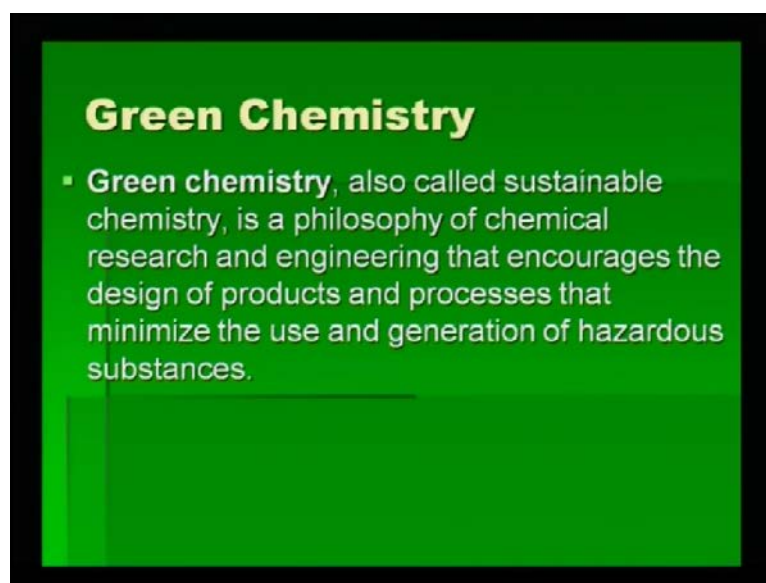 Green Chemistry
Green chemistry, also called sustainable
chemistry, is a philosophy of chemical
research and engineering that encourages the
design of products and processes that
minimize the use and generation of hazardous
substances.